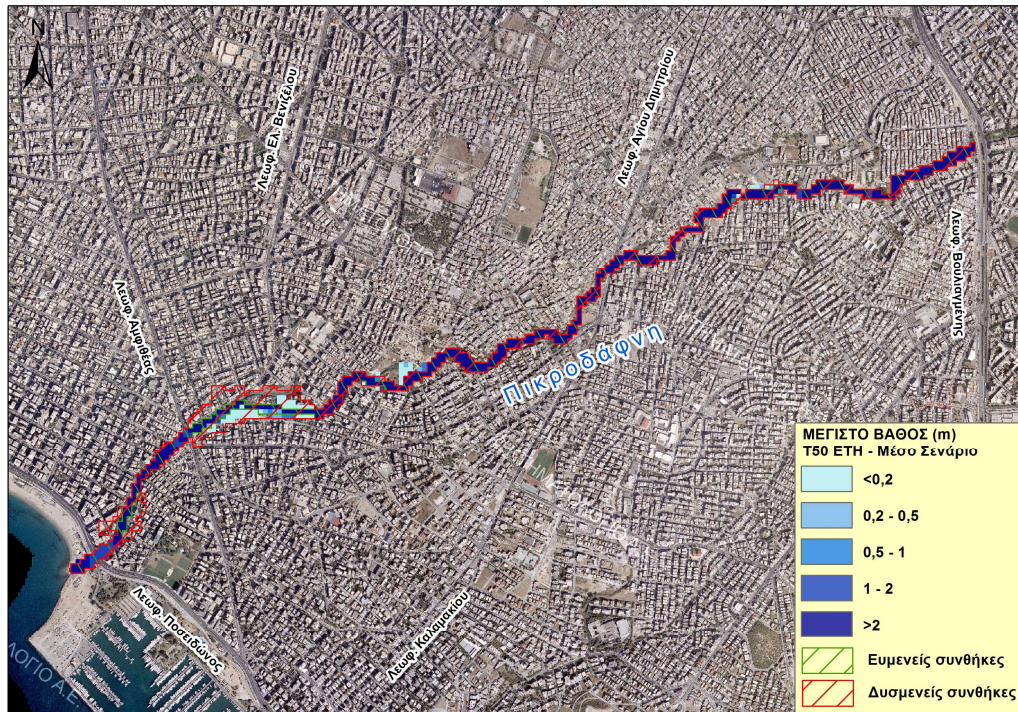 N
Λεωφ. Ελ. Βενιζέλου
Λεωφ. Αγίου Δημητρίου
Λεωφ. Βουλιαγμένης
Λεωφ. Αμφιθέας
Πικροδάφνη
Λεωφ. Ποσειδώνος
Λεωφ. Καλαμακίου
ΛΟΓΙΟ Α.Ε.
ΜΕΓΙΣΤΟ ΒΑΘΟΣ (m)
Τ50 ΕΤΗ - Μέσο Σενάριο
<0,2
0,2 - 0,5
0,5 - 1
1 - 2
>2
Ευμενείς συνθήκες
Δυσμενείς συνθήκες